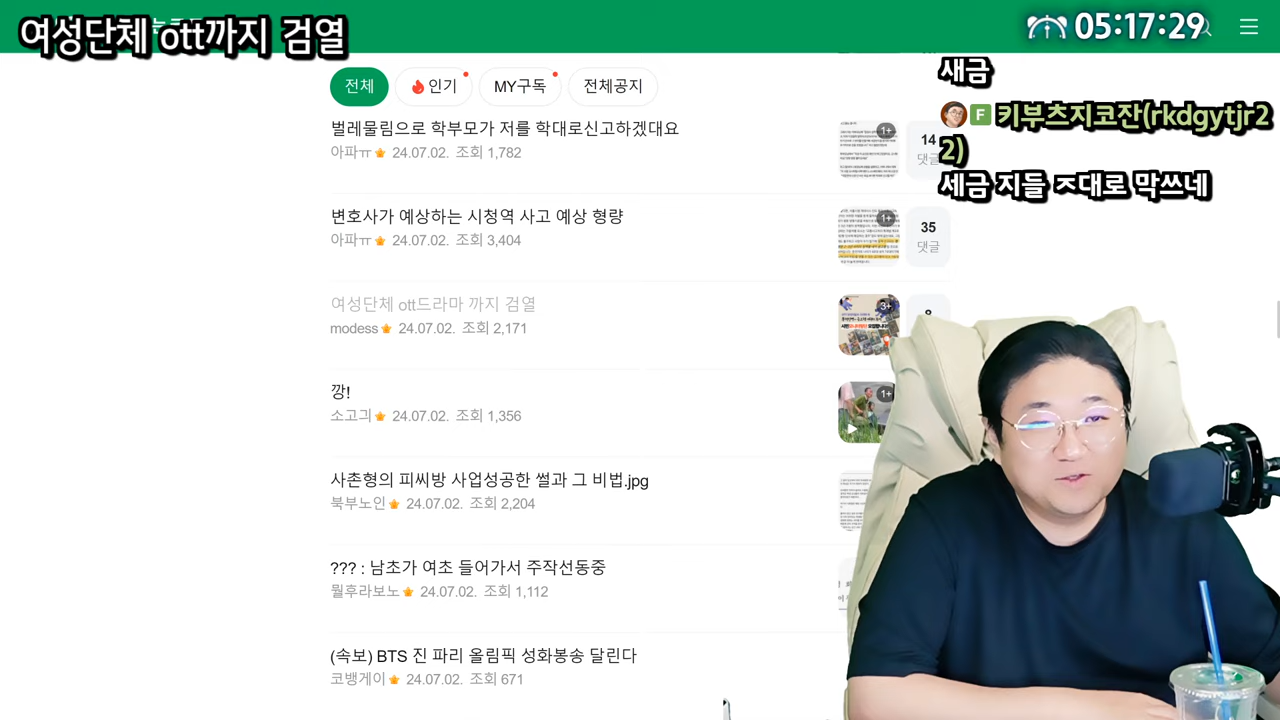 여성단체 ott까지 검열
05:17:29
전체
인기
MY구독
전체공지
새금
F 키부츠지코잔(rkdgytjr2
2)
세금 지들 ㅈ대로 막쓰네
벌레물림으로 학부모가 저를 학대로신고하겠대요
아파ㅠ 24.07.02. 조회 1,782
1+
14
댓글
변호사가 예상하는 시청역 사고 예상 형량
아파ㅠ 24.07.02. 조회 3,404
1+
35
댓글
여성단체 ott드라마 까지 검열
modess 24.07.02. 조회 2,171
3+
깡!
소고기 24.07.02. 조회 1,356
1+
사촌형의 피씨방 사업성공한 썰과 그 비법.jpg
북부노인 24.07.02. 조회 2,204
??? : 남초가 여초 들어가서 주작선동중
뭘후라보노 24.07.02. 조회 1,112
(속보) BTS 진 파리 올림픽 성화봉송 달린다
코뱅게이 24.07.02. 조회 671